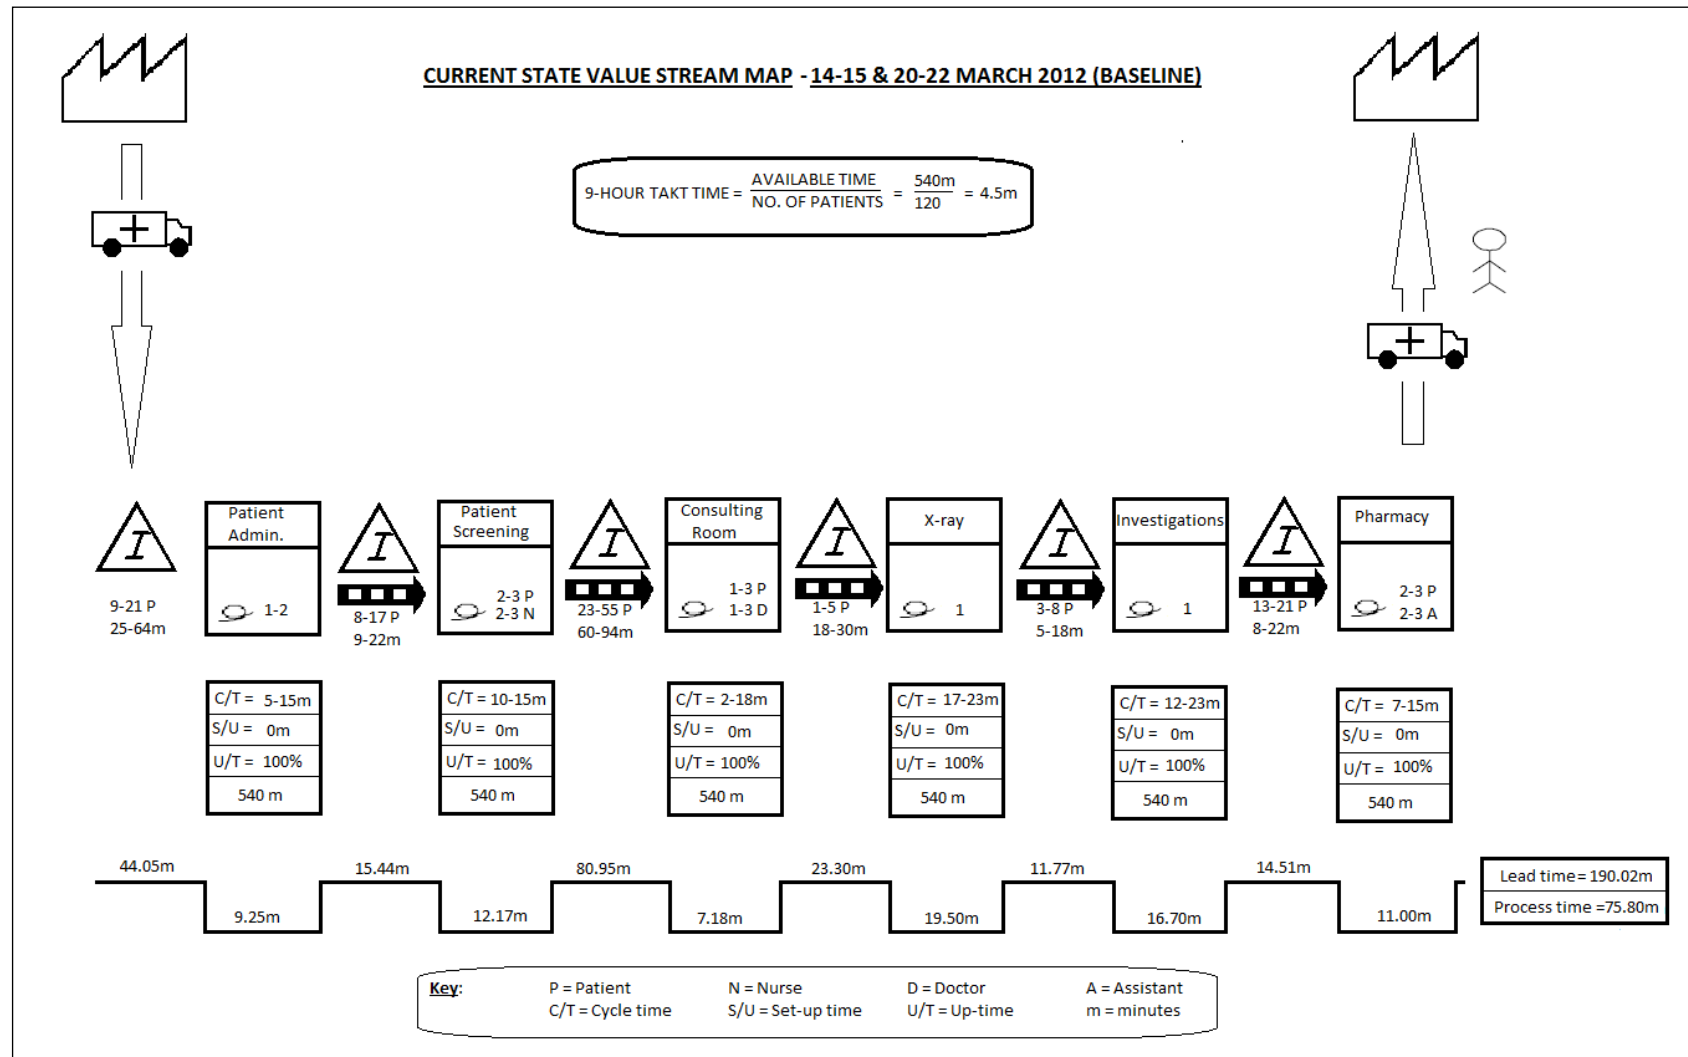 CURRENT STATE VALUE STREAM MAP - 14-15 & 20-22 MARCH 2012 (BASELINE)
9-HOUR TAKT TIME = AVAILABLE TIME / NO. OF PATIENTS = 540m / 120 = 4.5m
I
9-21 P
25-64m
Patient
Admin.
1-2
I
8-17 P
9-22m
Patient
Screening
2-3 P
2-3 N
I
23-55 P
60-94m
Consulting
Room
1-3 P
1-3 D
I
1-5 P
18-30m
X-ray
1
I
3-8 P
5-18m
Investigations
1
I
13-21 P
8-22m
Pharmacy
2-3 P
2-3 A
C/T = 5-15m
S/U = 0m
U/T = 100%
540 m
C/T = 10-15m
S/U = 0m
U/T = 100%
540 m
C/T = 2-18m
S/U = 0m
U/T = 100%
540 m
C/T = 17-23m
S/U = 0m
U/T = 100%
540 m
C/T = 12-23m
S/U = 0m
U/T = 100%
540 m
C/T = 7-15m
S/U = 0m
U/T = 100%
540 m
44.05m
9.25m
15.44m
12.17m
80.95m
7.18m
23.30m
19.50m
11.77m
16.70m
14.51m
11.00m
Lead time= 190.02m
Process time =75.80m
Key: P = Patient N = Nurse D = Doctor A = Assistant
C/T = Cycle time S/U = Set-up time U/T = Up-time m = minutes